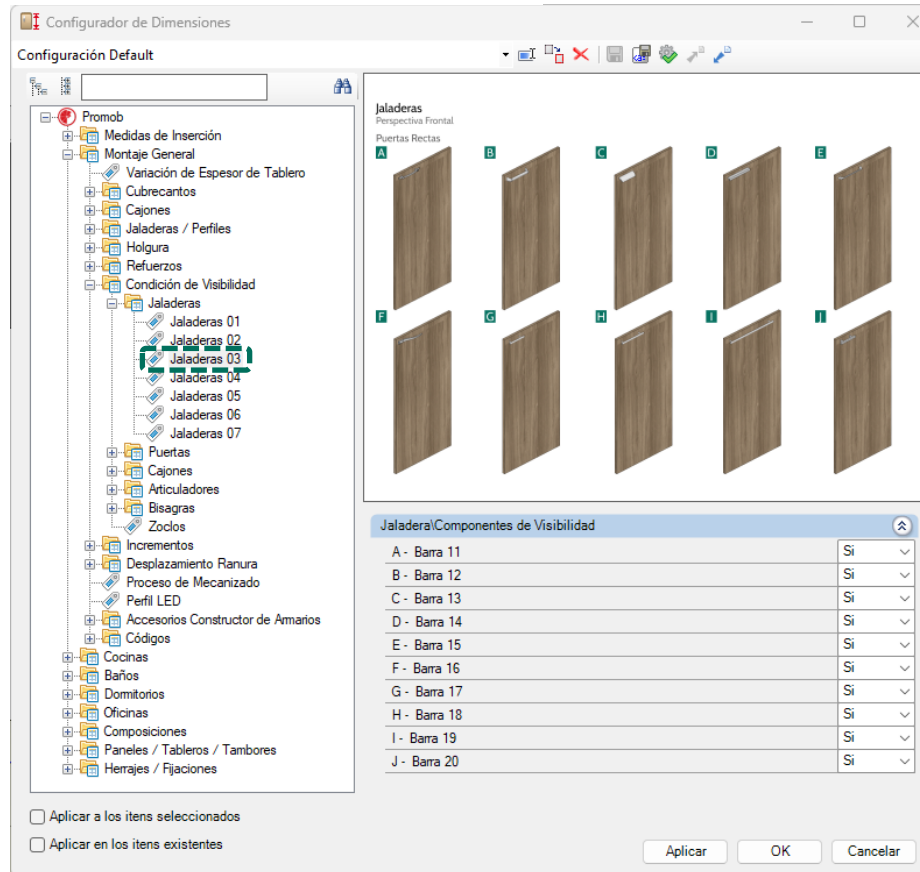 Configurador de Dimensiones
Configuración Default
Promob
Medidas de Inserción
Montaje General
Variación de Espesor de Tablero
Cubrecantos
Cajones
Jaladeras / Perfiles
Holgura
Refuerzos
Condición de Visibilidad
Jaladeras
Jaladeras 01
Jaladeras 02
Jaladeras 03
Jaladeras 04
Jaladeras 05
Jaladeras 06
Jaladeras 07
Puertas
Cajones
Articuladores
Bisagras
Zoclos
Incrementos
Desplazamiento Ranura
Proceso de Mecanizado
Perfil LED
Accesorios Constructor de Armarios
Códigos
Cocinas
Baños
Dormitorios
Oficinas
Composiciones
Paneles / Tableros / Tambores
Herrajes / Fijaciones
Jaladeras
Perspectiva Frontal
Puertas Rectas
A B C D E
F G H I J
Jaladera\Componentes de Visibilidad
A - Barra 11 Si
B - Barra 12 Si
C - Barra 13 Si
D - Barra 14 Si
E - Barra 15 Si
F - Barra 16 Si
G - Barra 17 Si
H - Barra 18 Si
I - Barra 19 Si
J - Barra 20 Si
Aplicar a los itens seleccionados
Aplicar en los itens existentes
Aplicar OK Cancelar